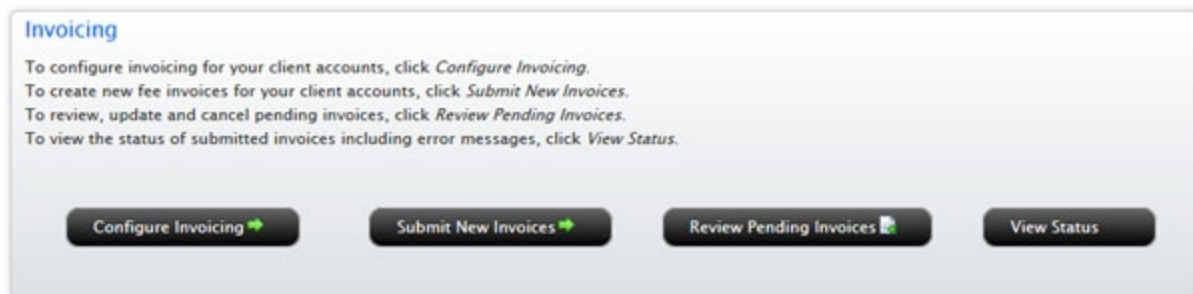 Invoicing
To configure invoicing for your client accounts, click Configure Invoicing.
To create new fee invoices for your client accounts, click Submit New Invoices.
To review, update and cancel pending invoices, click Review Pending Invoices.
To view the status of submitted invoices including error messages, click View Status.
Configure Invoicing Submit New Invoices Review Pending Invoices View Status